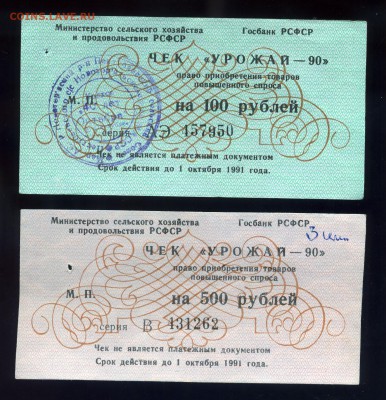 COINS.LAVE.RU
Министерство сельского хозяйства
и продовольствия РСФСР
Госбанк РСФСР
ЧЕК «УРОЖАЙ—90»
право приобретения товаров
повышенного спроса
М. П.
на 100 рублей
серия АЭ 157950
Чек не является платежным документом
Срок действия до 1 октября 1991 года.
Министерство сельского хозяйства
и продовольствия РСФСР
Госбанк РСФСР
ЧЕК «УРОЖАЙ—90»
право приобретения товаров
повышенного спроса
М. П.
на 500 рублей
серия В 131262
Чек не является платежным документом
Срок действия до 1 октября 1991 года.